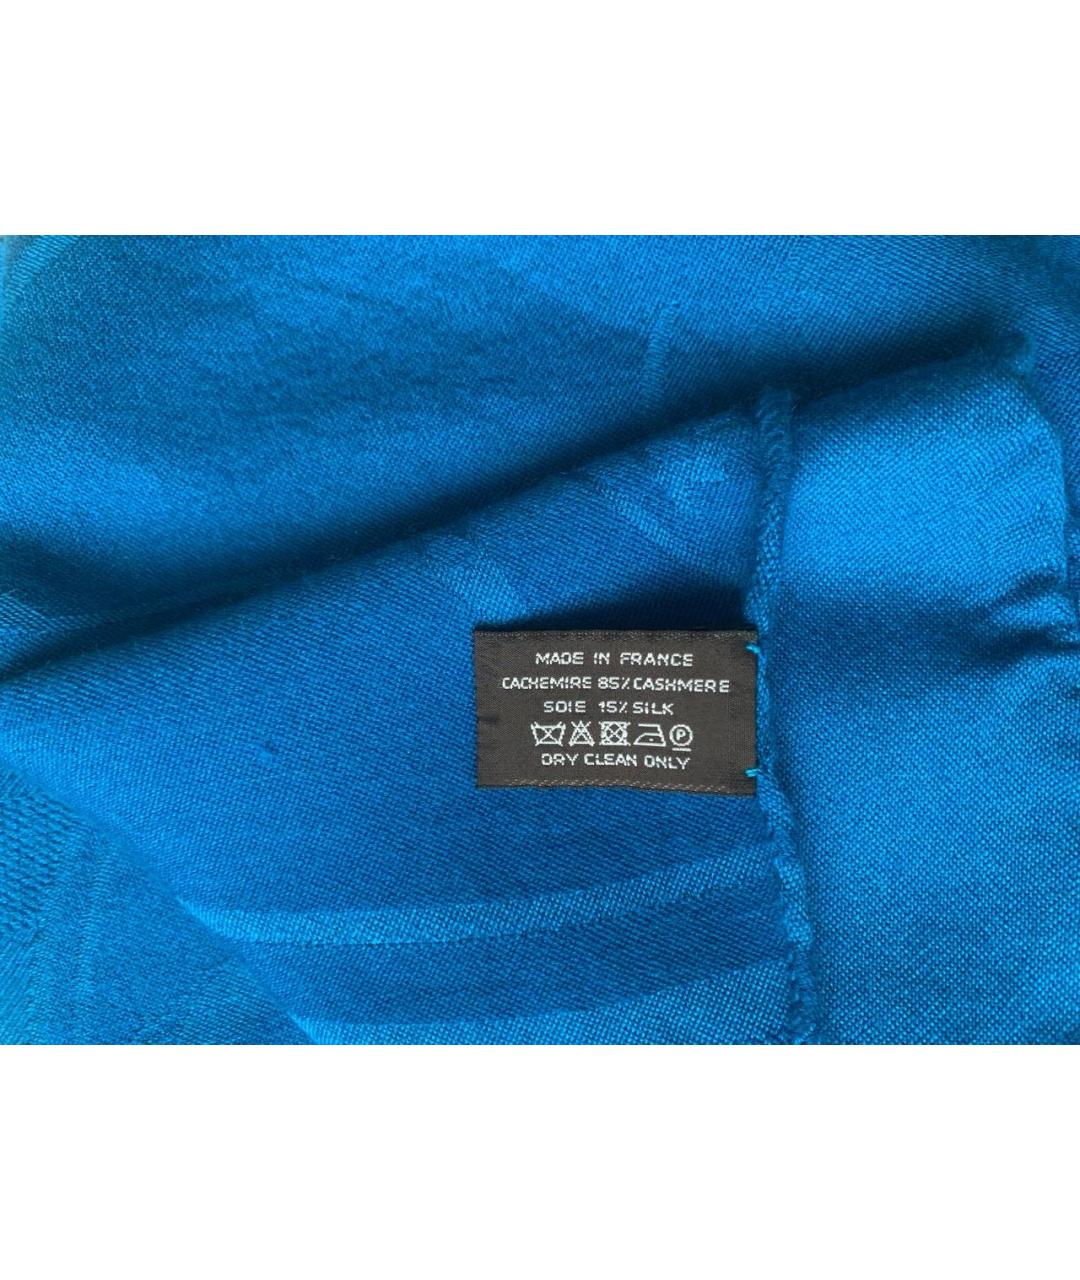 MADE IN FRANCE
CACHEMIRE 85% CASHMERE
SOIE 15% SILK
P
DRY CLEAN ONLY